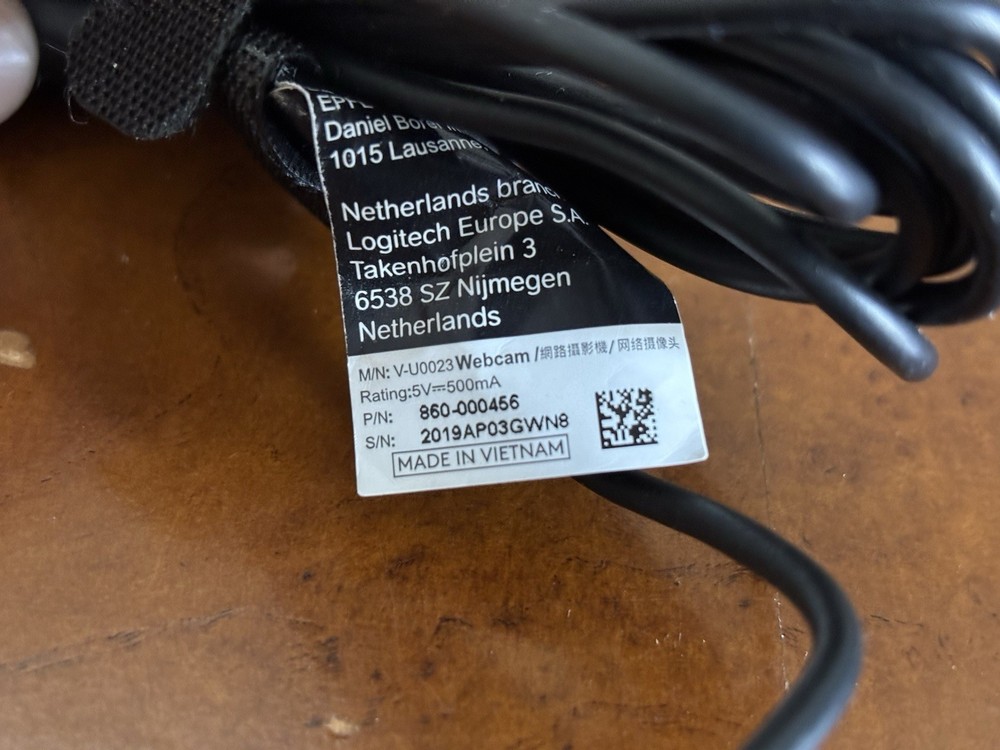 EPFL
Daniel Borel
1015 Lausanne
Netherlands
Logitech Europe S.A.
Takenhofplein 3
6538 SZ Nijmegen
Netherlands
M/N: V-U0023 Webcam /網路攝影機/ 网络摄像头
Rating:5V⎓500mA
P/N: 860-000456
S/N: 2019AP03GWN8
MADE IN VIETNAM